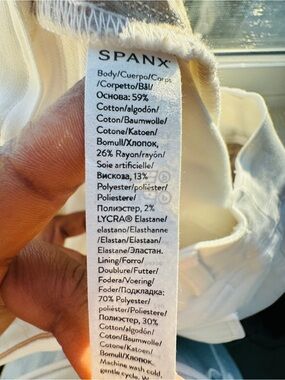 SPANX
Body/Cuerpo/Corps
/Corpetto/Bål/
Основа: 59%
Cotton/algodón/
Coton/Baumwolle/
Cotone/Katoen/
Bomull/Хлопок,
26% Rayon/rayón/
Soie artificielle/
Вискоза, 13%
Polyester/poliéster/
Poliestere/
Полиэстер, 2%
LYCRA® Elastane/
elastano/Elasthanne
/Elastan/Elastaan/
Elastane/Эластан.
Lining/Forro/
Doublure/Futter/
Fodera/Voering/
Foder/Подкладка:
70% Polyester/
poliéster/Poliestere/
Полиэстер, 30%
Cotton/algodón/
Coton/Baumwolle/
Cotone/Katoen/
Bomull/Хлопок.
Machine wash cold,
gentle cycle.